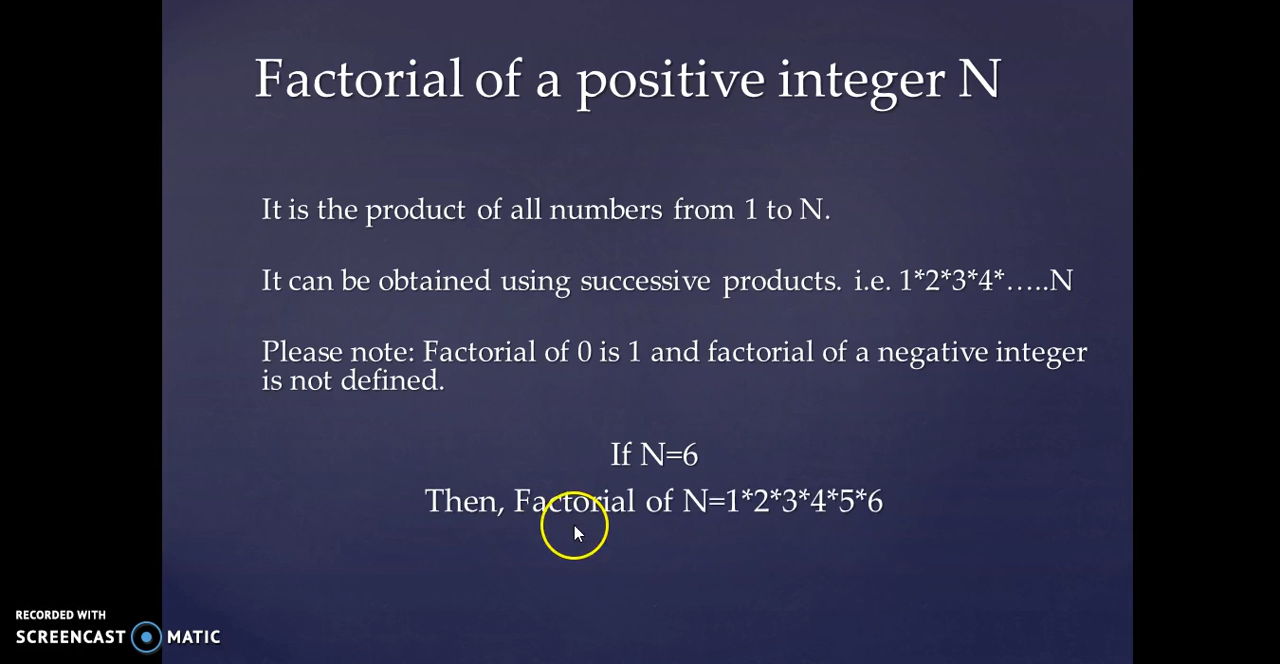 Factorial of a positive integer N
It is the product of all numbers from 1 to N.
It can be obtained using successive products. i.e. 1*2*3*4*…..N
Please note: Factorial of 0 is 1 and factorial of a negative integer
is not defined.
If N=6
Then, Factorial of N=1*2*3*4*5*6
RECORDED WITH
SCREENCAST MATIC